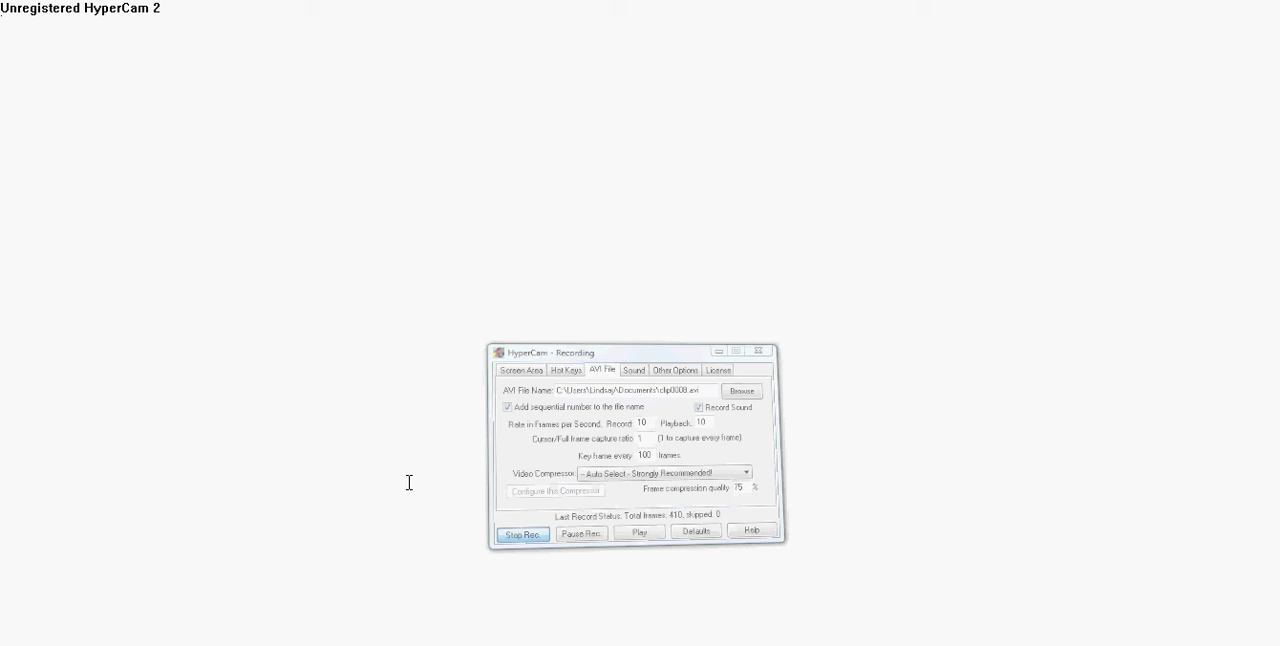 Unregistered HyperCam 2
HyperCam - Recording
Screen Area Hot Keys AVI File Sound Other Options License
AVI File Name: C:\Users\Lindsay\Documents\clip0008.avi Browse
Add sequential number to the file name Record Sound
Rate in Frames per Second, Record: 10 Playback: 10
Cursor/Full frame capture ratio 1 (1 to capture every frame)
Key frame every 100 frames
Video Compressor: - Auto Select - Strongly Recommended!
Configure this Compressor Frame compression quality 75 %
Last Record Status: Total frames: 410, skipped: 0
Stop Rec. Pause Rec. Play Defaults Help